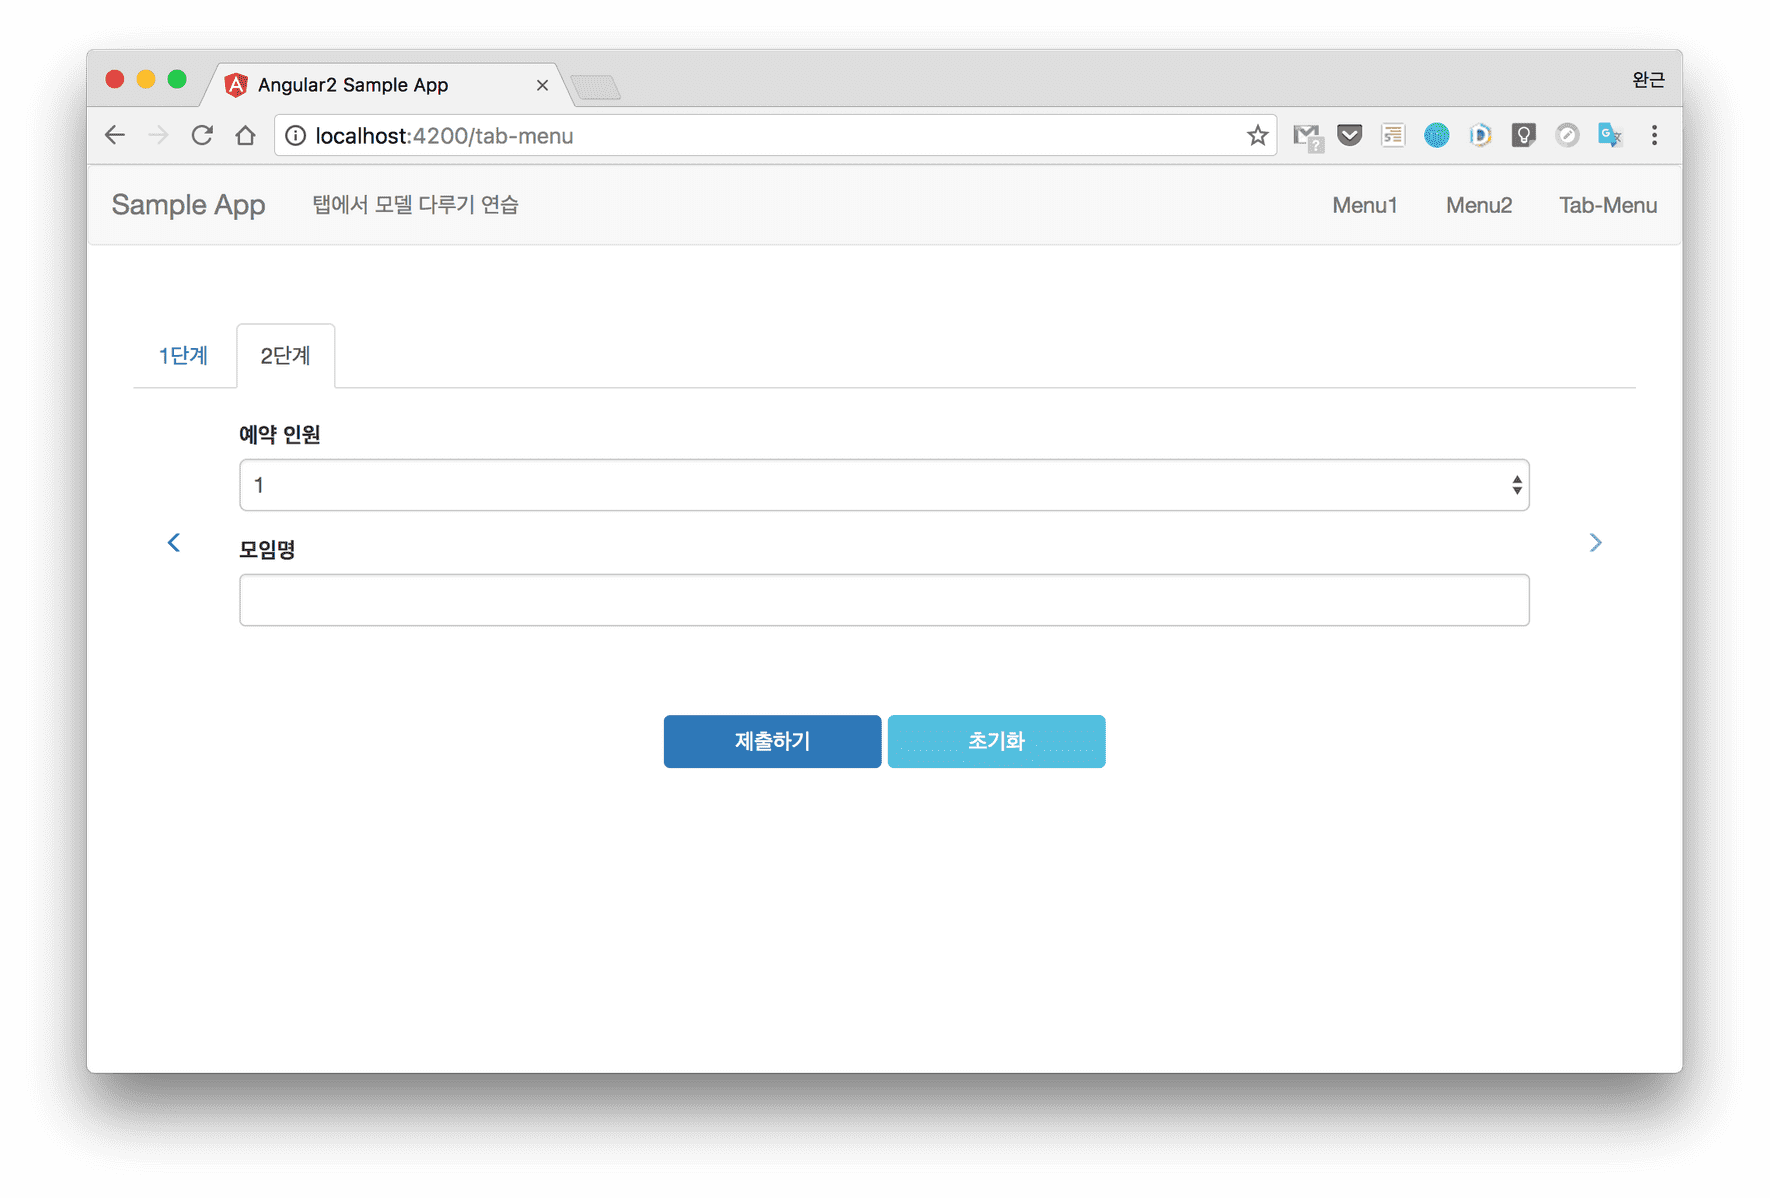 Angular2 Sample App
완근
localhost:4200/tab-menu
Sample App 탭에서 모델 다루기 연습 Menu1 Menu2 Tab-Menu
1단계 2단계
예약 인원
1
모임명
제출하기 초기화